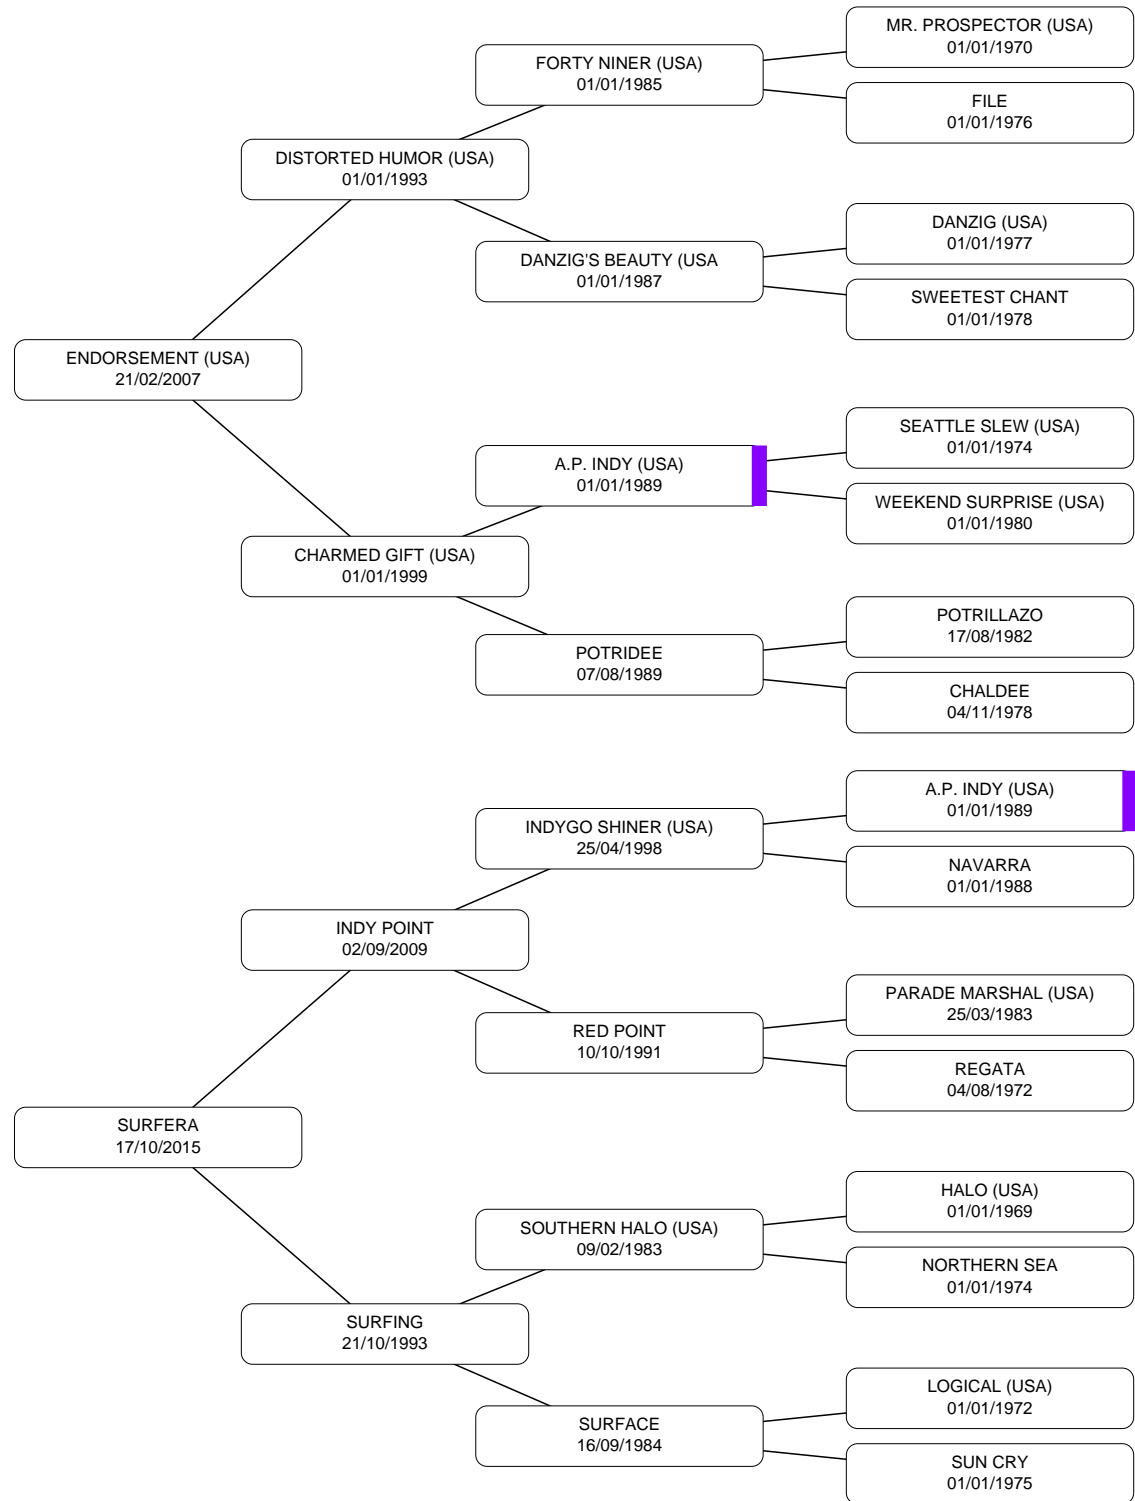 MR. PROSPECTOR (USA)
01/01/1970
FORTY NINER (USA)
01/01/1985
FILE
01/01/1976
DISTORTED HUMOR (USA)
01/01/1993
DANZIG (USA)
01/01/1977
DANZIG'S BEAUTY (USA
01/01/1987
SWEETEST CHANT
01/01/1978
ENDORSEMENT (USA)
21/02/2007
SEATTLE SLEW (USA)
01/01/1974
A.P. INDY (USA)
01/01/1989
WEEKEND SURPRISE (USA)
01/01/1980
CHARMED GIFT (USA)
01/01/1999
POTRILLAZO
17/08/1982
POTRIDEE
07/08/1989
CHALDEE
04/11/1978
A.P. INDY (USA)
01/01/1989
INDYGO SHINER (USA)
25/04/1998
NAVARRA
01/01/1988
INDY POINT
02/09/2009
PARADE MARSHAL (USA)
25/03/1983
RED POINT
10/10/1991
REGATA
04/08/1972
SURFERA
17/10/2015
HALO (USA)
01/01/1969
SOUTHERN HALO (USA)
09/02/1983
NORTHERN SEA
01/01/1974
SURFING
21/10/1993
LOGICAL (USA)
01/01/1972
SURFACE
16/09/1984
SUN CRY
01/01/1975